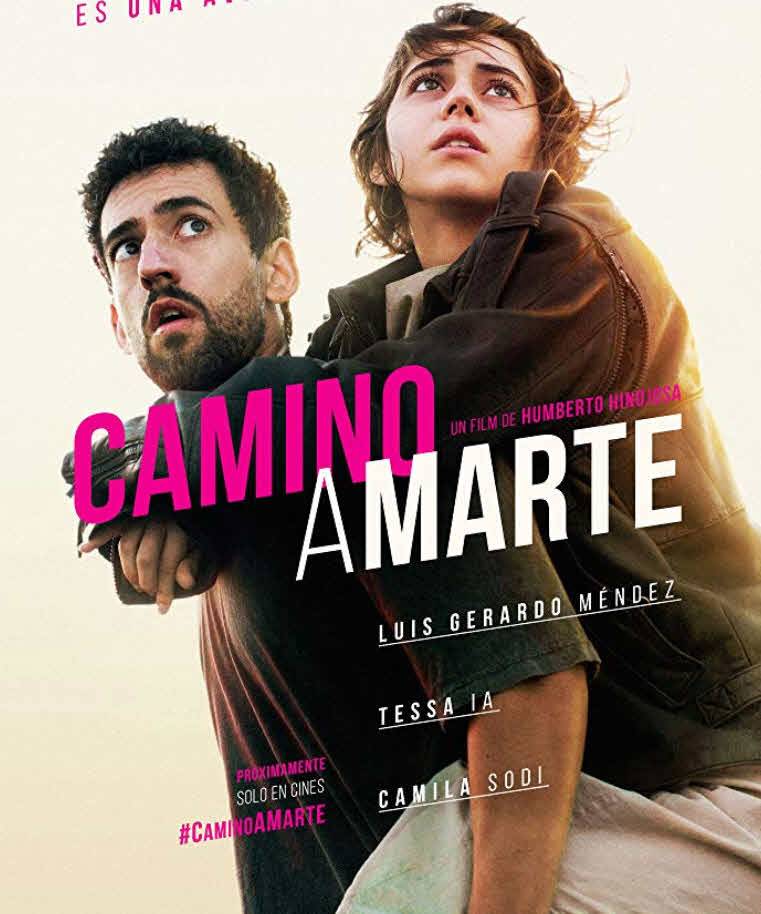 ES UNA
CAMINO
UN FILM DE HUMBERTO HINOJOSA
AMARTE
LUIS GERARDO MÉNDEZ
TESSA IA
CAMILA SODI
PRÓXIMAMENTE
SOLO EN CINES
#CAMINOAMARTE